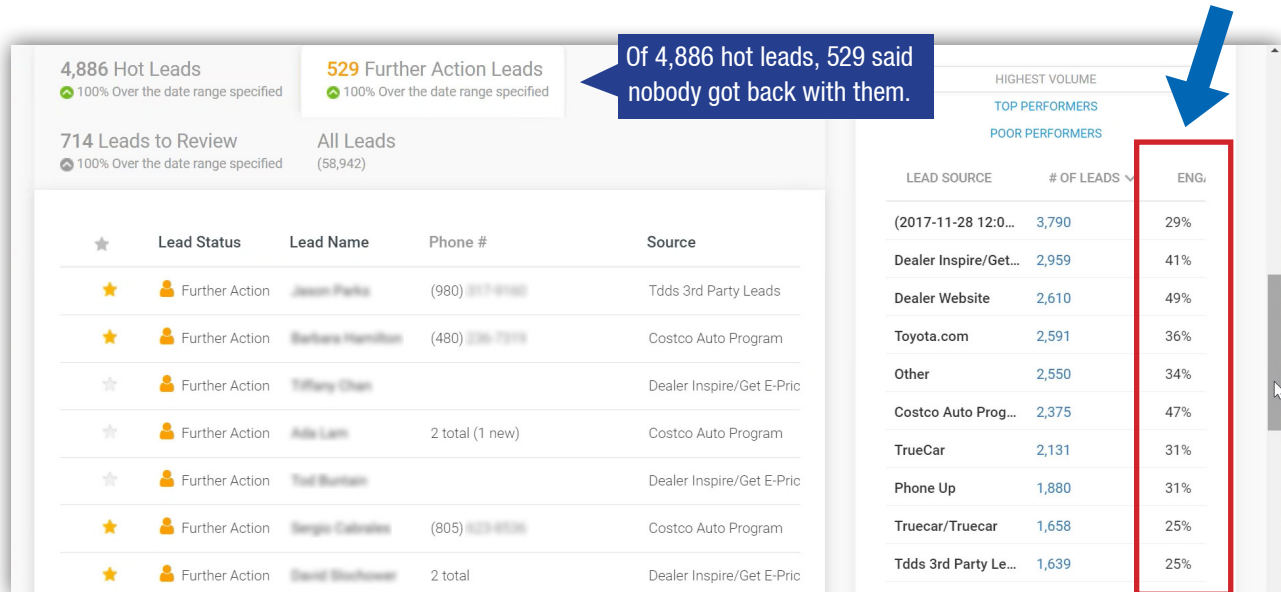 4,886 Hot Leads
100% Over the date range specified
529 Further Action Leads
100% Over the date range specified
Of 4,886 hot leads, 529 said
nobody got back with them.
714 Leads to Review
100% Over the date range specified
All Leads
(58,942)
Lead Status Lead Name Phone # Source
Further Action (980) Tdds 3rd Party Leads
Further Action (480) Costco Auto Program
Further Action Dealer Inspire/Get E-Pric
Further Action 2 total (1 new) Costco Auto Program
Further Action Dealer Inspire/Get E-Pric
Further Action (805) Costco Auto Program
Further Action 2 total Dealer Inspire/Get E-Pric
HIGHEST VOLUME
TOP PERFORMERS
POOR PERFORMERS
LEAD SOURCE # OF LEADS ENGA
(2017-11-28 12:0... 3,790 29%
Dealer Inspire/Get... 2,959 41%
Dealer Website 2,610 49%
Toyota.com 2,591 36%
Other 2,550 34%
Costco Auto Prog... 2,375 47%
TrueCar 2,131 31%
Phone Up 1,880 31%
Truecar/Truecar 1,658 25%
Tdds 3rd Party Le... 1,639 25%